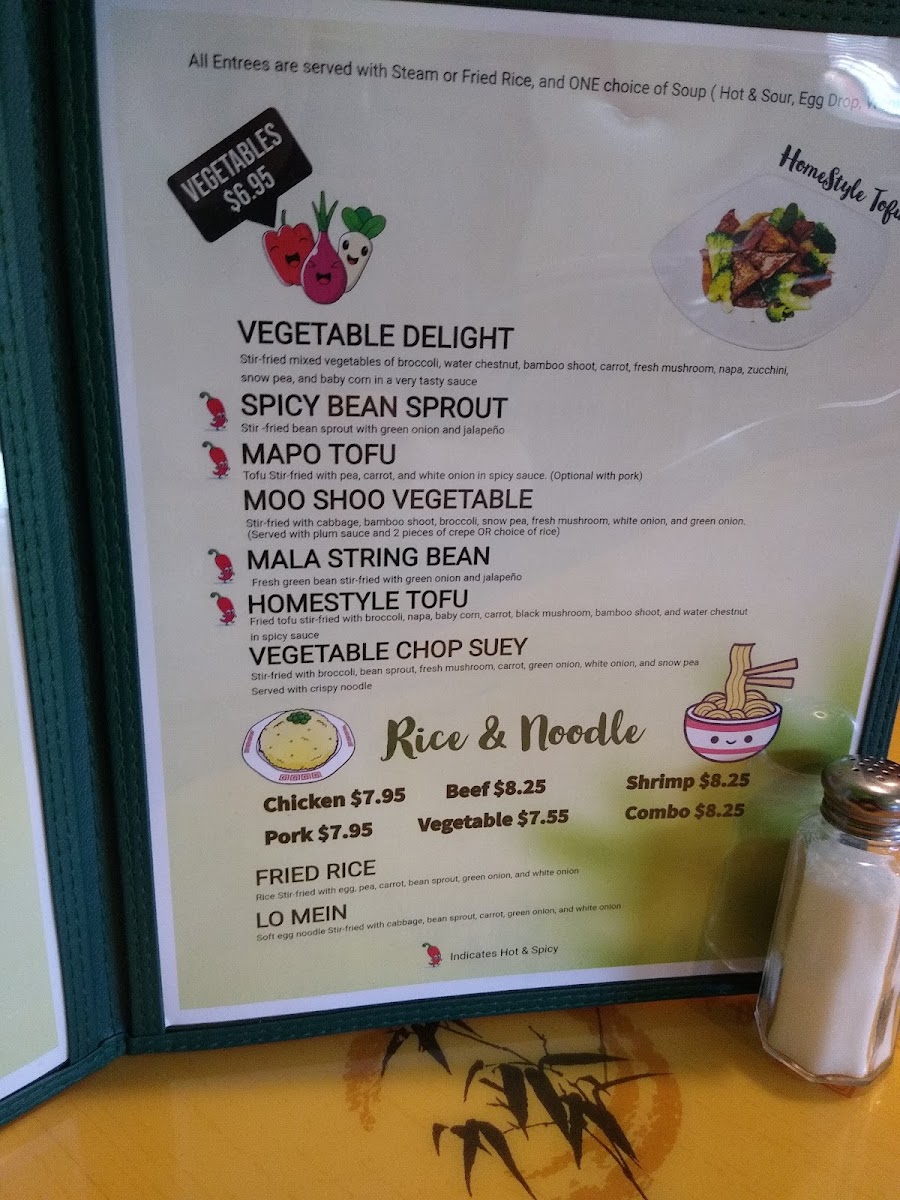 All Entrees are served with Steam or Fried Rice, and ONE choice of Soup ( Hot & Sour, Egg Drop,
VEGETABLES
$6.95
HomeStyle Tofu
VEGETABLE DELIGHT
Stir-fried mixed vegetables of broccoli, water chestnut, bamboo shoot, carrot, fresh mushroom, napa, zucchini,
snow pea, and baby corn in a very tasty sauce
SPICY BEAN SPROUT
Stir -fried bean sprout with green onion and jalapeño
MAPO TOFU
Tofu Stir-fried with pea, carrot, and white onion in spicy sauce. (Optional with pork)
MOO SHOO VEGETABLE
Stir-fried with cabbage, bamboo shoot, broccoli, snow pea, fresh mushroom, white onion, and green onion.
(Served with plum sauce and 2 pieces of crepe OR choice of rice)
MALA STRING BEAN
Fresh green bean stir-fried with green onion and jalapeño
HOMESTYLE TOFU
Fried tofu stir-fried with broccoli, napa, baby corn, carrot, black mushroom, bamboo shoot, and water chestnut
in spicy sauce
VEGETABLE CHOP SUEY
Stir-fried with broccoli, bean sprout, fresh mushroom, carrot, green onion, white onion, and snow pea
Served with crispy noodle
Rice & Noodle
Chicken $7.95 Beef $8.25 Shrimp $8.25
Pork $7.95 Vegetable $7.55 Combo $8.25
FRIED RICE
Rice Stir-fried with egg, pea, carrot, bean sprout, green onion, and white onion
LO MEIN
Soft egg noodle Stir-fried with cabbage, bean sprout, carrot, green onion, and white onion
Indicates Hot & Spicy